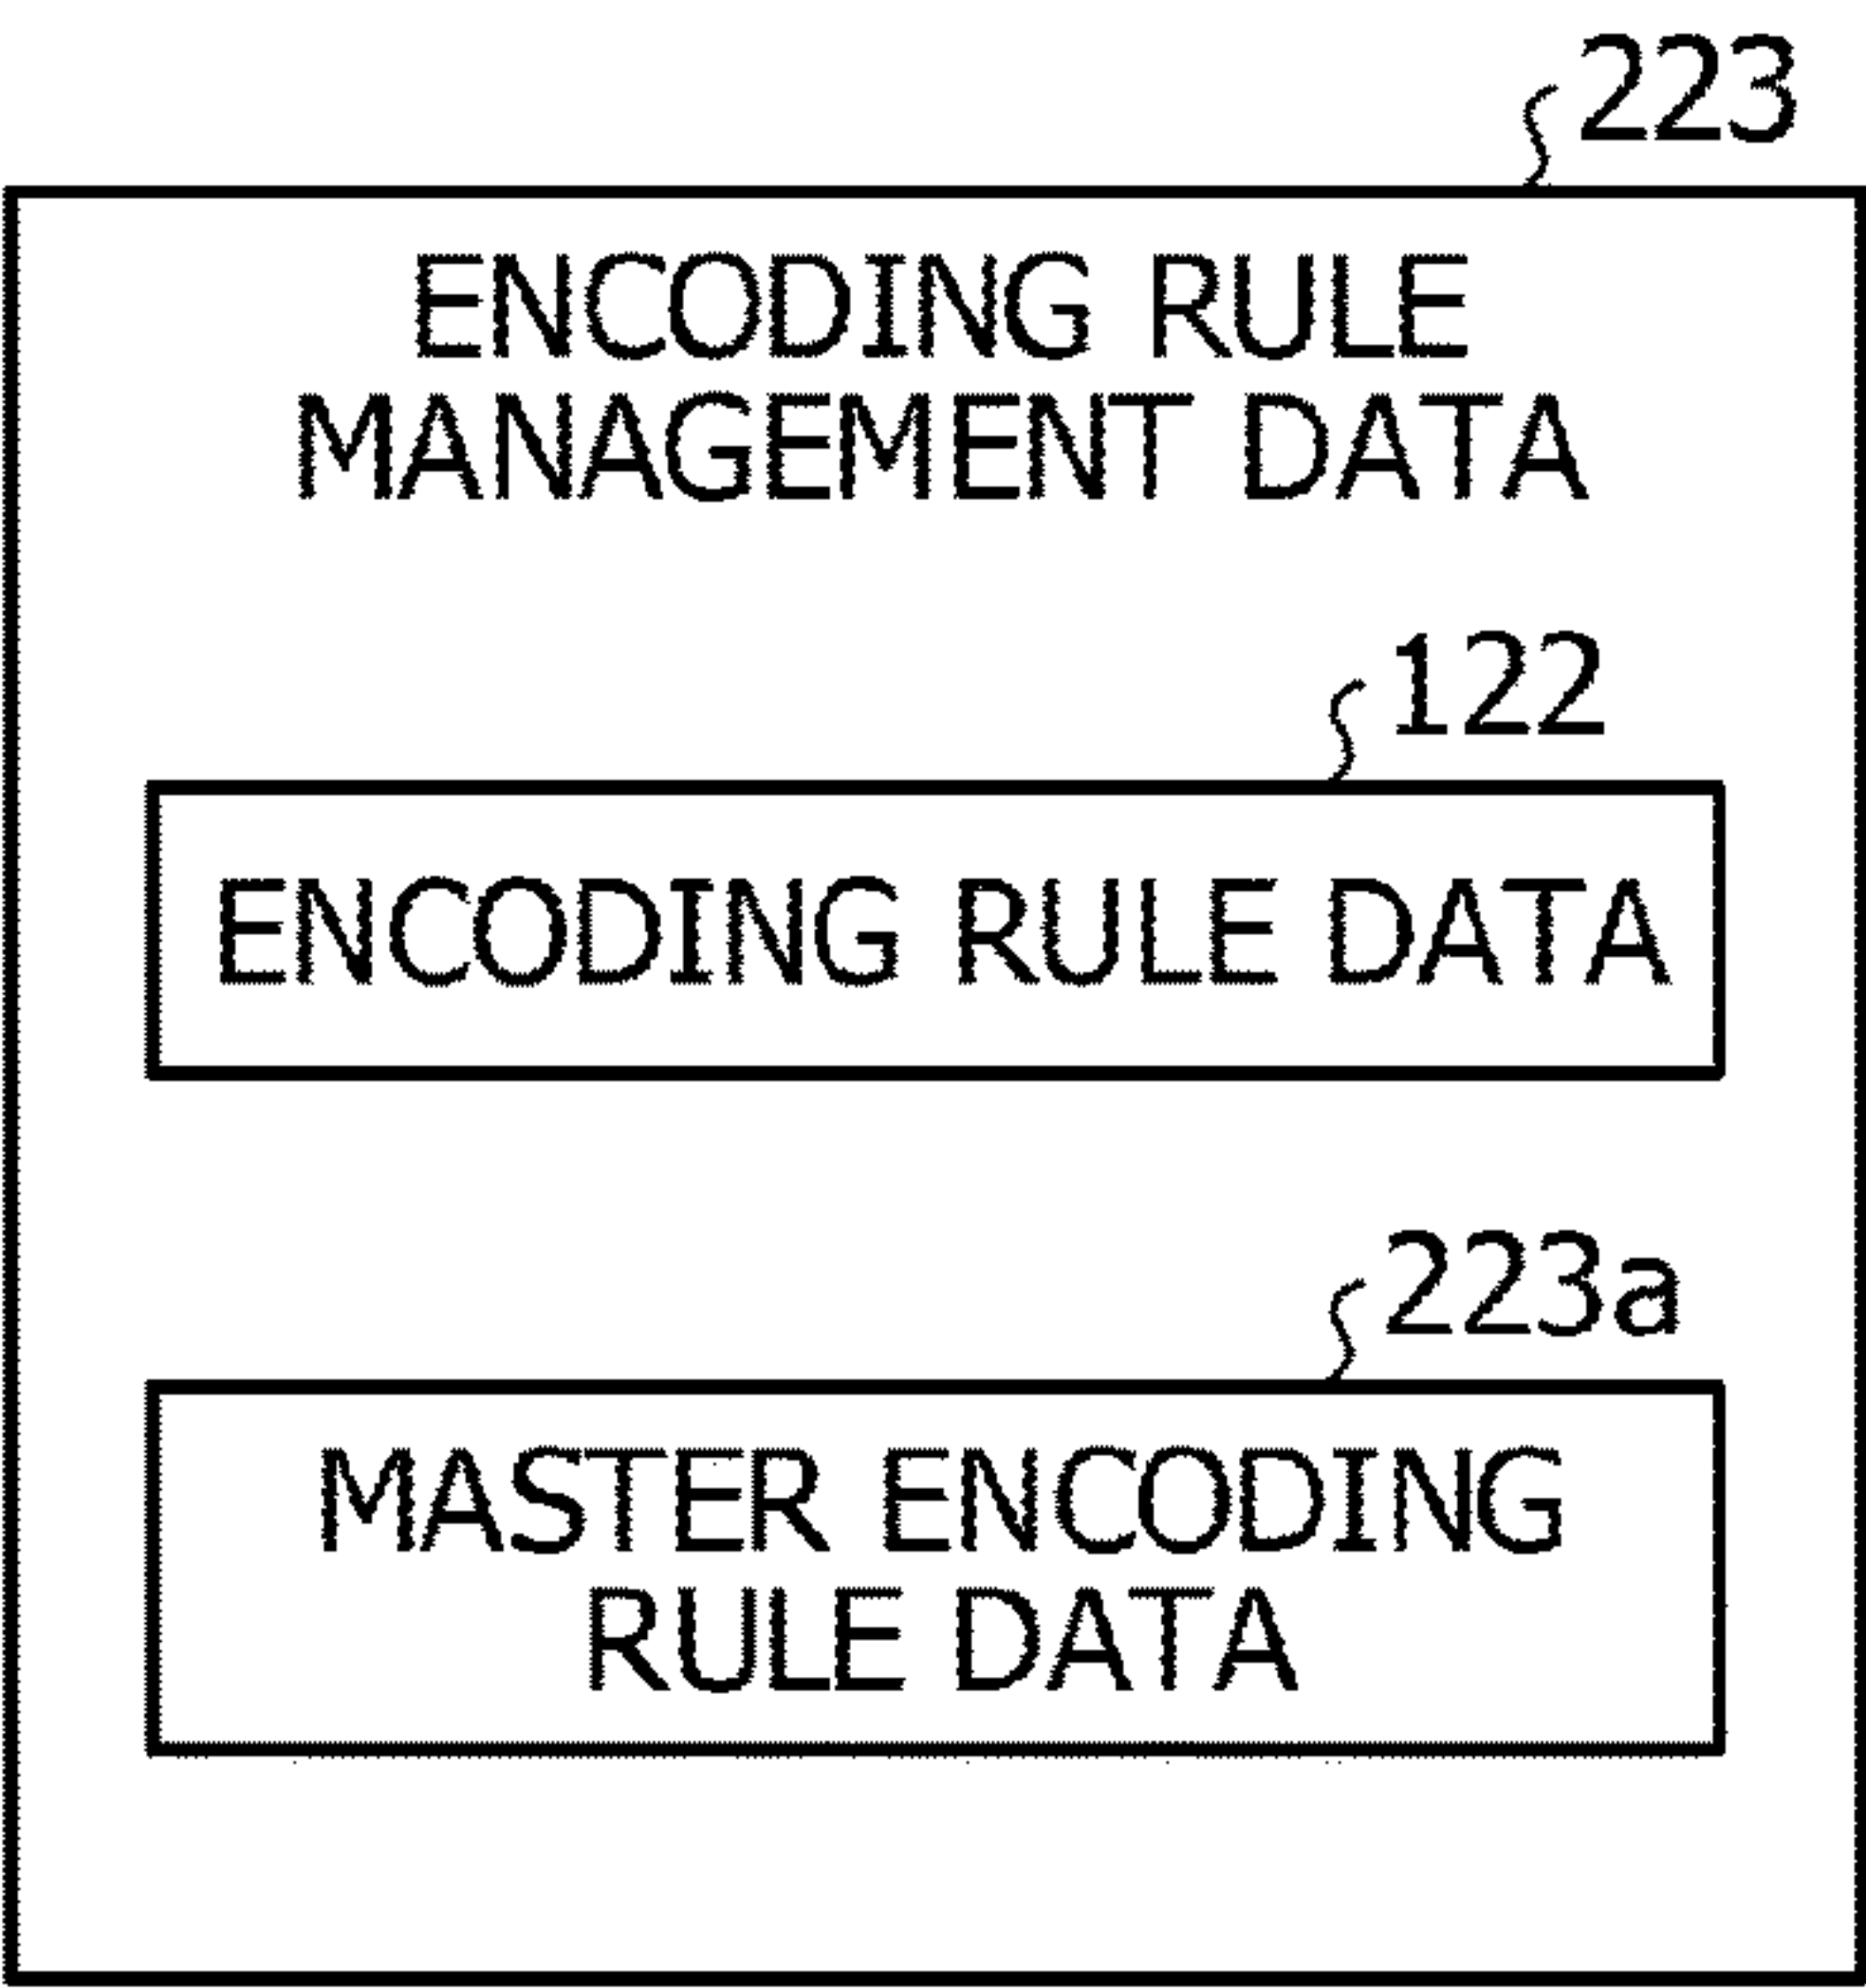 223
ENCODING RULE
MANAGEMENT DATA
122
ENCODING RULE DATA
223a
MASTER ENCODING
RULE DATA